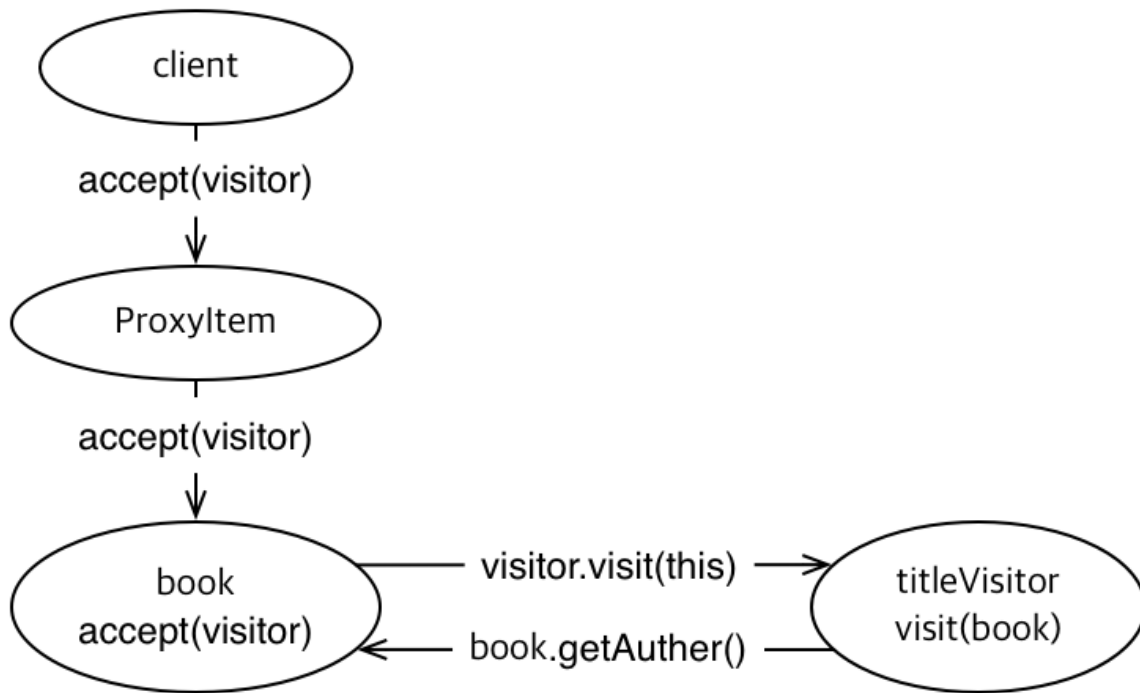 client
accept(visitor)
ProxyItem
accept(visitor)
book
accept(visitor)
visitor.visit(this)
book.getAuther()
titleVisitor
visit(book)